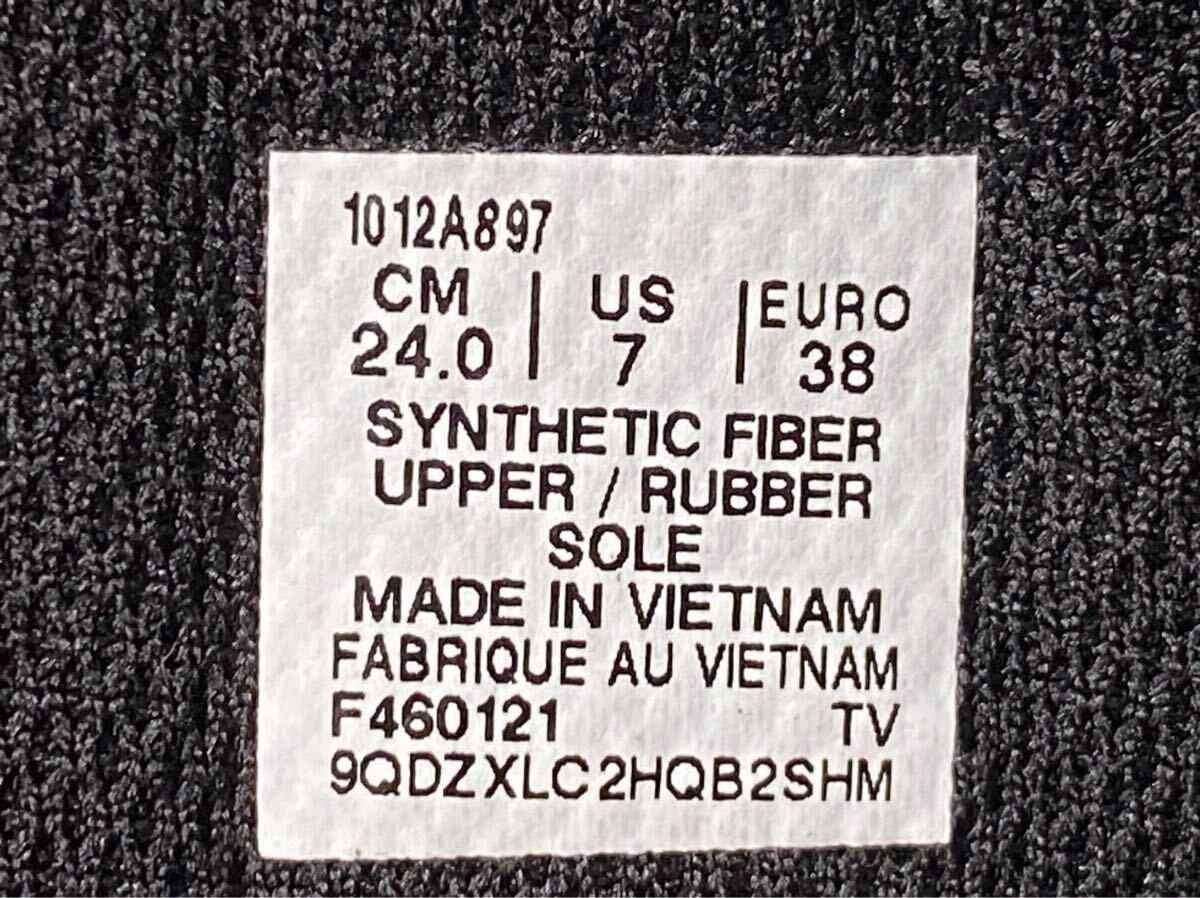 1012A897
CM | US | EURO
24.0 | 7 | 38
SYNTHETIC FIBER
UPPER / RUBBER
SOLE
MADE IN VIETNAM
FABRIQUE AU VIETNAM
F460121 TV
9QDZXLC2HQB2SHM